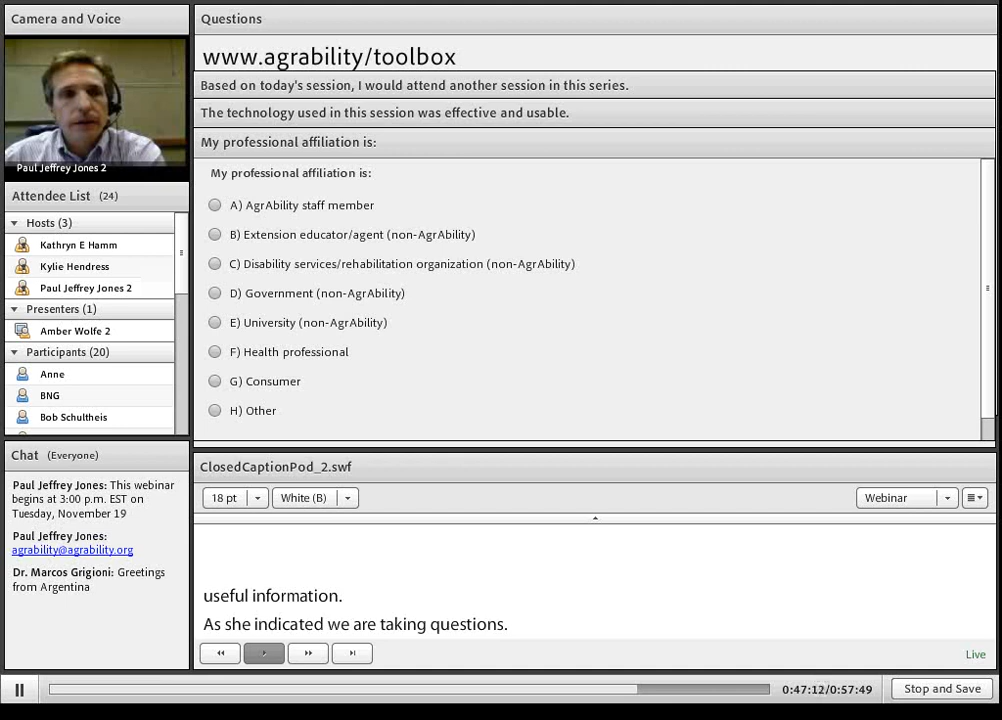 Camera and Voice
Paul Jeffrey Jones 2
Attendee List (24)
Hosts (3)
Kathryn E Hamm
Kylie Hendress
Paul Jeffrey Jones 2
Presenters (1)
Amber Wolfe 2
Participants (20)
Anne
BNG
Bob Schultheis
Chat (Everyone)
Paul Jeffrey Jones: This webinar
begins at 3:00 p.m. EST on
Tuesday, November 19
Paul Jeffrey Jones:
agrability@agrability.org
Dr. Marcos Grigioni: Greetings
from Argentina
Questions
www.agrability/toolbox
Based on today's session, I would attend another session in this series.
The technology used in this session was effective and usable.
My professional affiliation is:
My professional affiliation is:
A) AgrAbility staff member
B) Extension educator/agent (non-AgrAbility)
C) Disability services/rehabilitation organization (non-AgrAbility)
D) Government (non-AgrAbility)
E) University (non-AgrAbility)
F) Health professional
G) Consumer
H) Other
ClosedCaptionPod_2.swf
18 pt White (B) Webinar
useful information.
As she indicated we are taking questions.
Live
0:47:12/0:57:49 Stop and Save